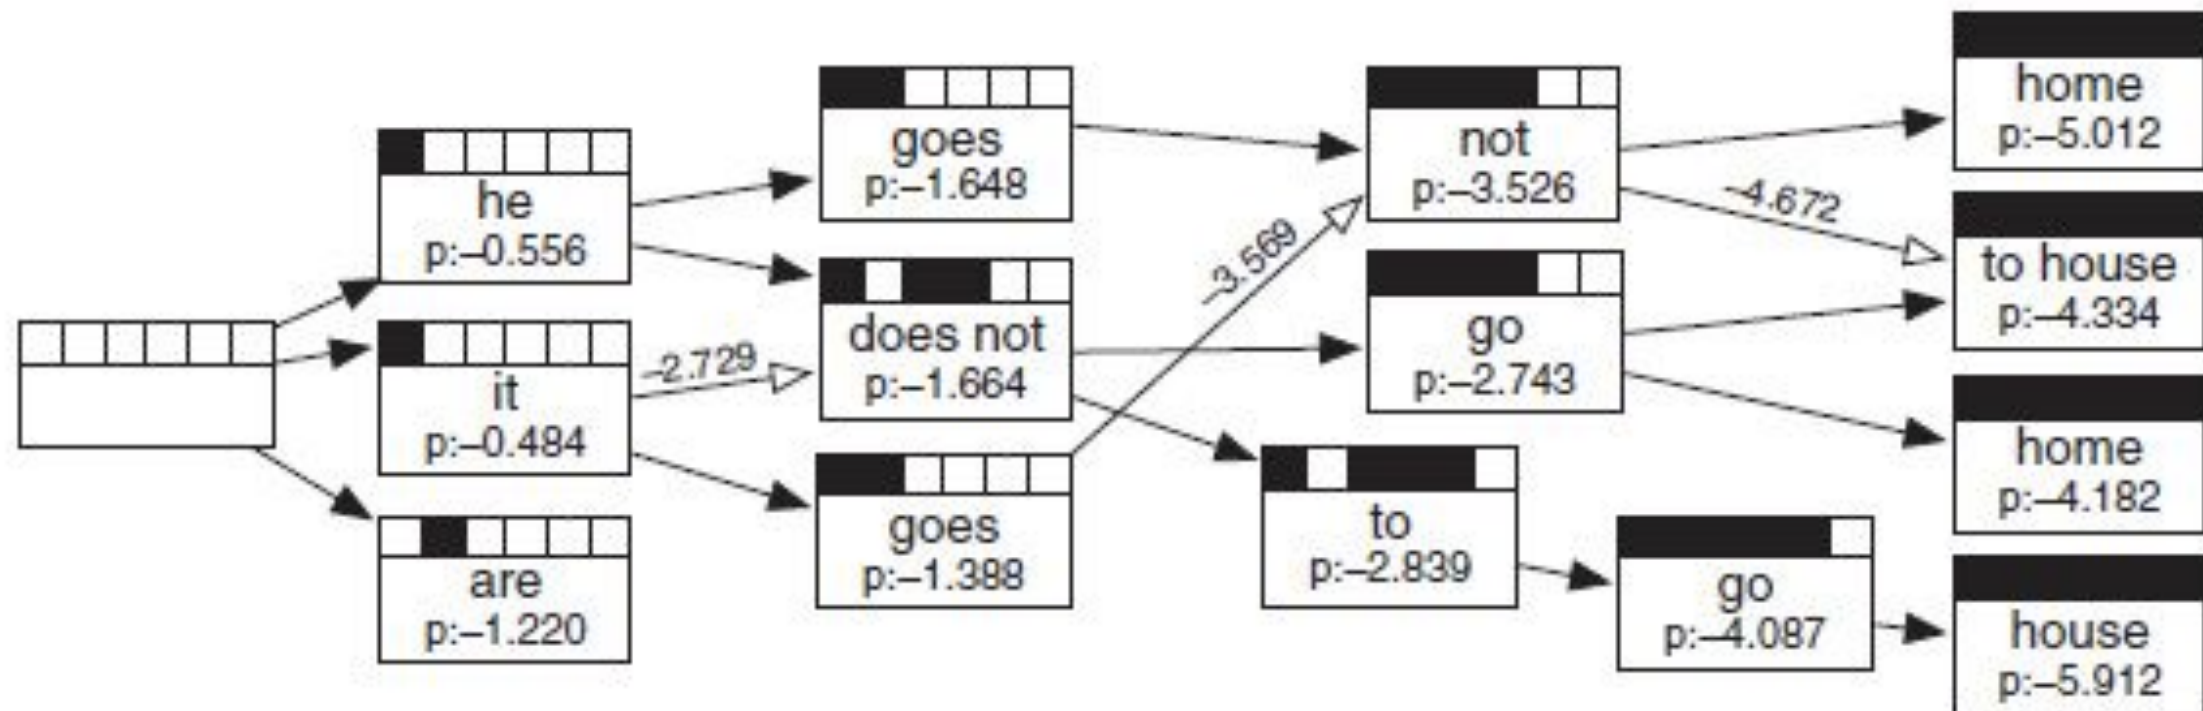 he
p:–0.556
it
p:–0.484
are
p:–1.220
–2.729
goes
p:–1.648
does not
p:–1.664
goes
p:–1.388
–3.569
not
p:–3.526
go
p:–2.743
to
p:–2.839
go
p:–4.087
–4.672
home
p:–5.012
to house
p:–4.334
home
p:–4.182
house
p:–5.912